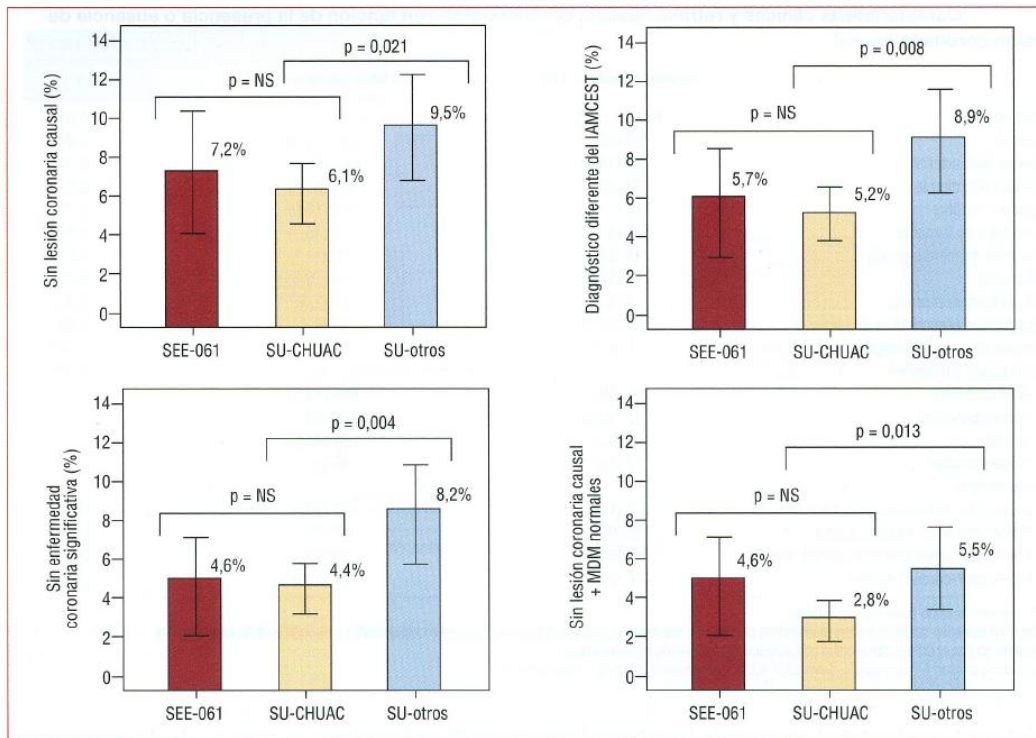 Sin lesión coronaria causal (%)
14
12
10
8
6
4
2
0
p = 0,021
p = NS
7,2%
6,1%
9,5%
SEE-061
SU-CHUAC
SU-otros
Diagnóstico diferente del IAMCEST (%)
14
12
10
8
6
4
2
0
p = 0,008
p = NS
5,7%
5,2%
8,9%
SEE-061
SU-CHUAC
SU-otros
Sin enfermedad
coronaria significativa (%)
14
12
10
8
6
4
2
0
p = 0,004
p = NS
4,6%
4,4%
8,2%
SEE-061
SU-CHUAC
SU-otros
Sin lesión coronaria causal
+ MDM normales
14
12
10
8
6
4
2
0
p = 0,013
p = NS
4,6%
2,8%
5,5%
SEE-061
SU-CHUAC
SU-otros